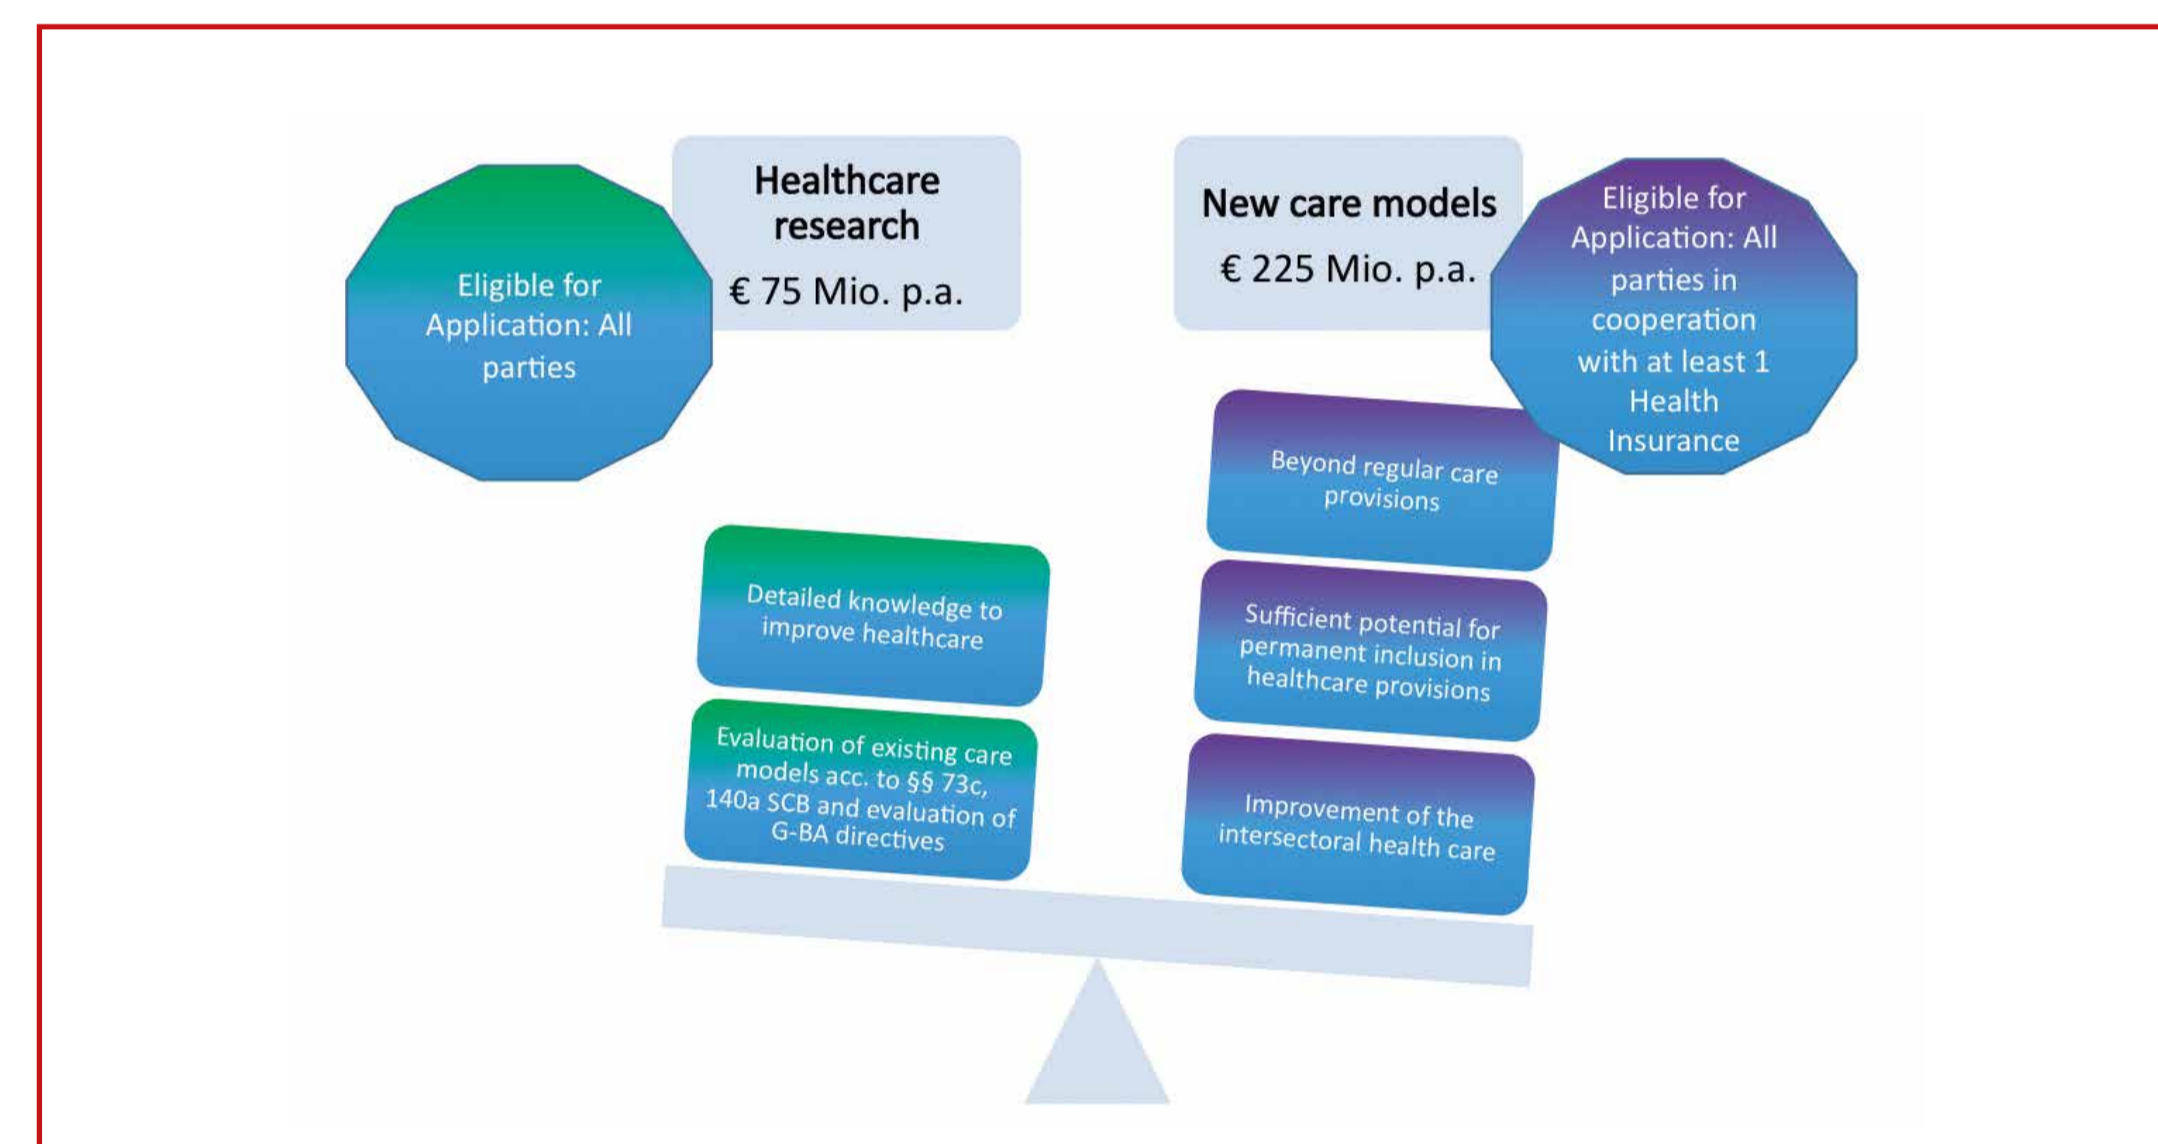 Healthcare
research
€ 75 Mio. p.a.
Eligible for
Application: All
parties
New care models
€ 225 Mio. p.a.
Eligible for
Application: All
parties in
cooperation
with at least 1
Health
Insurance
Detailed knowledge to
improve healthcare
Evaluation of existing care
models acc. to §§ 73c,
140a SCB and evaluation of
G-BA directives
Beyond regular care
provisions
Sufficient potential for
permanent inclusion in
healthcare provisions
Improvement of the
intersectoral health care